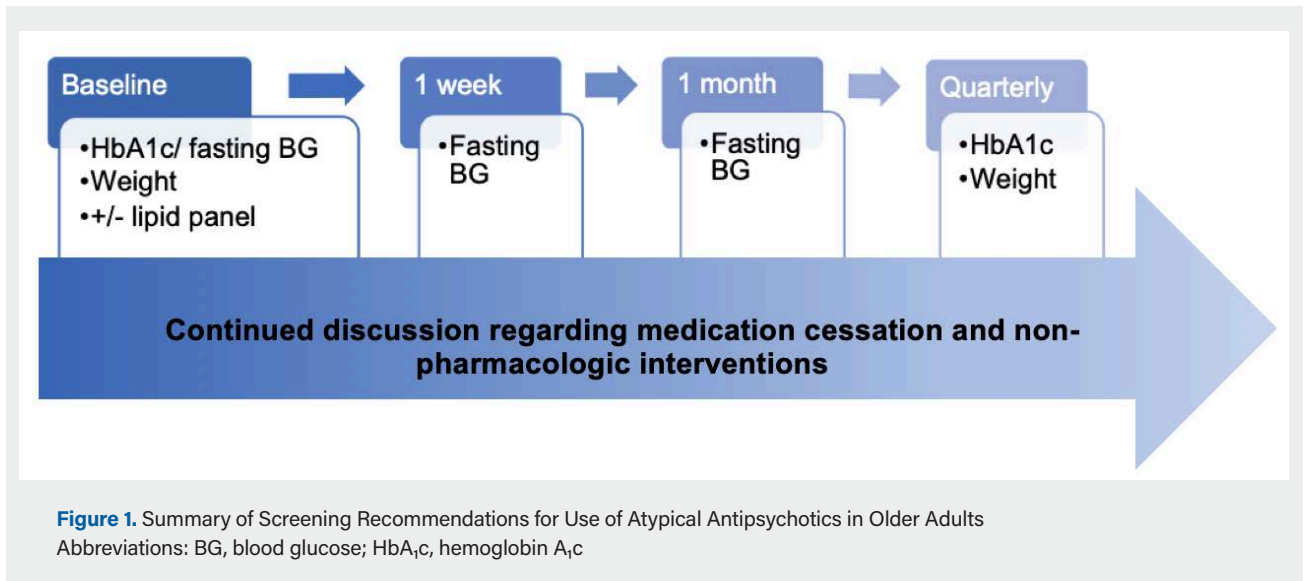 Baseline
•HbA1c/ fasting BG
•Weight
•+/- lipid panel
1 week
•Fasting
BG
1 month
•Fasting
BG
Quarterly
•HbA1c
•Weight
Continued discussion regarding medication cessation and non-
pharmacologic interventions
Figure 1. Summary of Screening Recommendations for Use of Atypical Antipsychotics in Older Adults
Abbreviations: BG, blood glucose; HbA₁c, hemoglobin A₁c